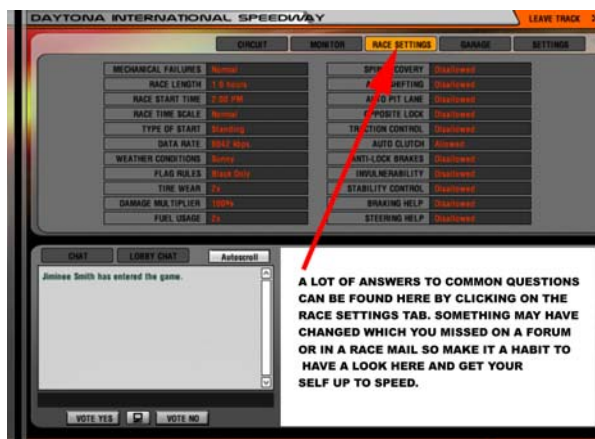 DAYTONA INTERNATIONAL SPEEDWAY
LEAVE TRACK
CIRCUIT MONITOR RACE SETTINGS GARAGE SETTINGS
MECHANICAL FAILURES Normal
RACE LENGTH
RACE START TIME 2:00 PM
RACE TIME SCALE Normal
TYPE OF START Standing
DATA RATE
WEATHER CONDITIONS Sunny
FLAG RULES Black Only
TIRE WEAR 2x
DAMAGE MULTIPLIER 100%
FUEL USAGE 2x
Disallowed
SHIFTING Disallowed
AUTO PIT LANE Disallowed
OPPOSITE LOCK Disallowed
TRACTION CONTROL Disallowed
AUTO CLUTCH Allowed
ANTI-LOCK BRAKES Disallowed
INVULNERABILITY Disallowed
STABILITY CONTROL Disallowed
BRAKING HELP Disallowed
STEERING HELP Disallowed
CHAT LOBBY CHAT Autoscroll
Jiminee Smith has entered the game.
VOTE YES VOTE NO
A LOT OF ANSWERS TO COMMON QUESTIONS
CAN BE FOUND HERE BY CLICKING ON THE
RACE SETTINGS TAB. SOMETHING MAY HAVE
CHANGED WHICH YOU MISSED ON A FORUM
OR IN A RACE MAIL SO MAKE IT A HABIT TO
HAVE A LOOK HERE AND GET YOUR
SELF UP TO SPEED.